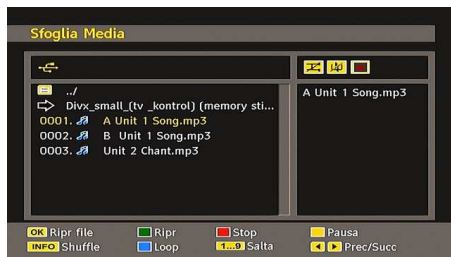 Sfoglia Media
../
Divx_small_(tv _kontrol) (memory sti...
0001. A Unit 1 Song.mp3
0002. B Unit 1 Song.mp3
0003. Unit 2 Chant.mp3
A Unit 1 Song.mp3
OK Ripr file Ripr Stop Pausa
INFO Shuffle Loop 1...9 Salta Prec/Succ